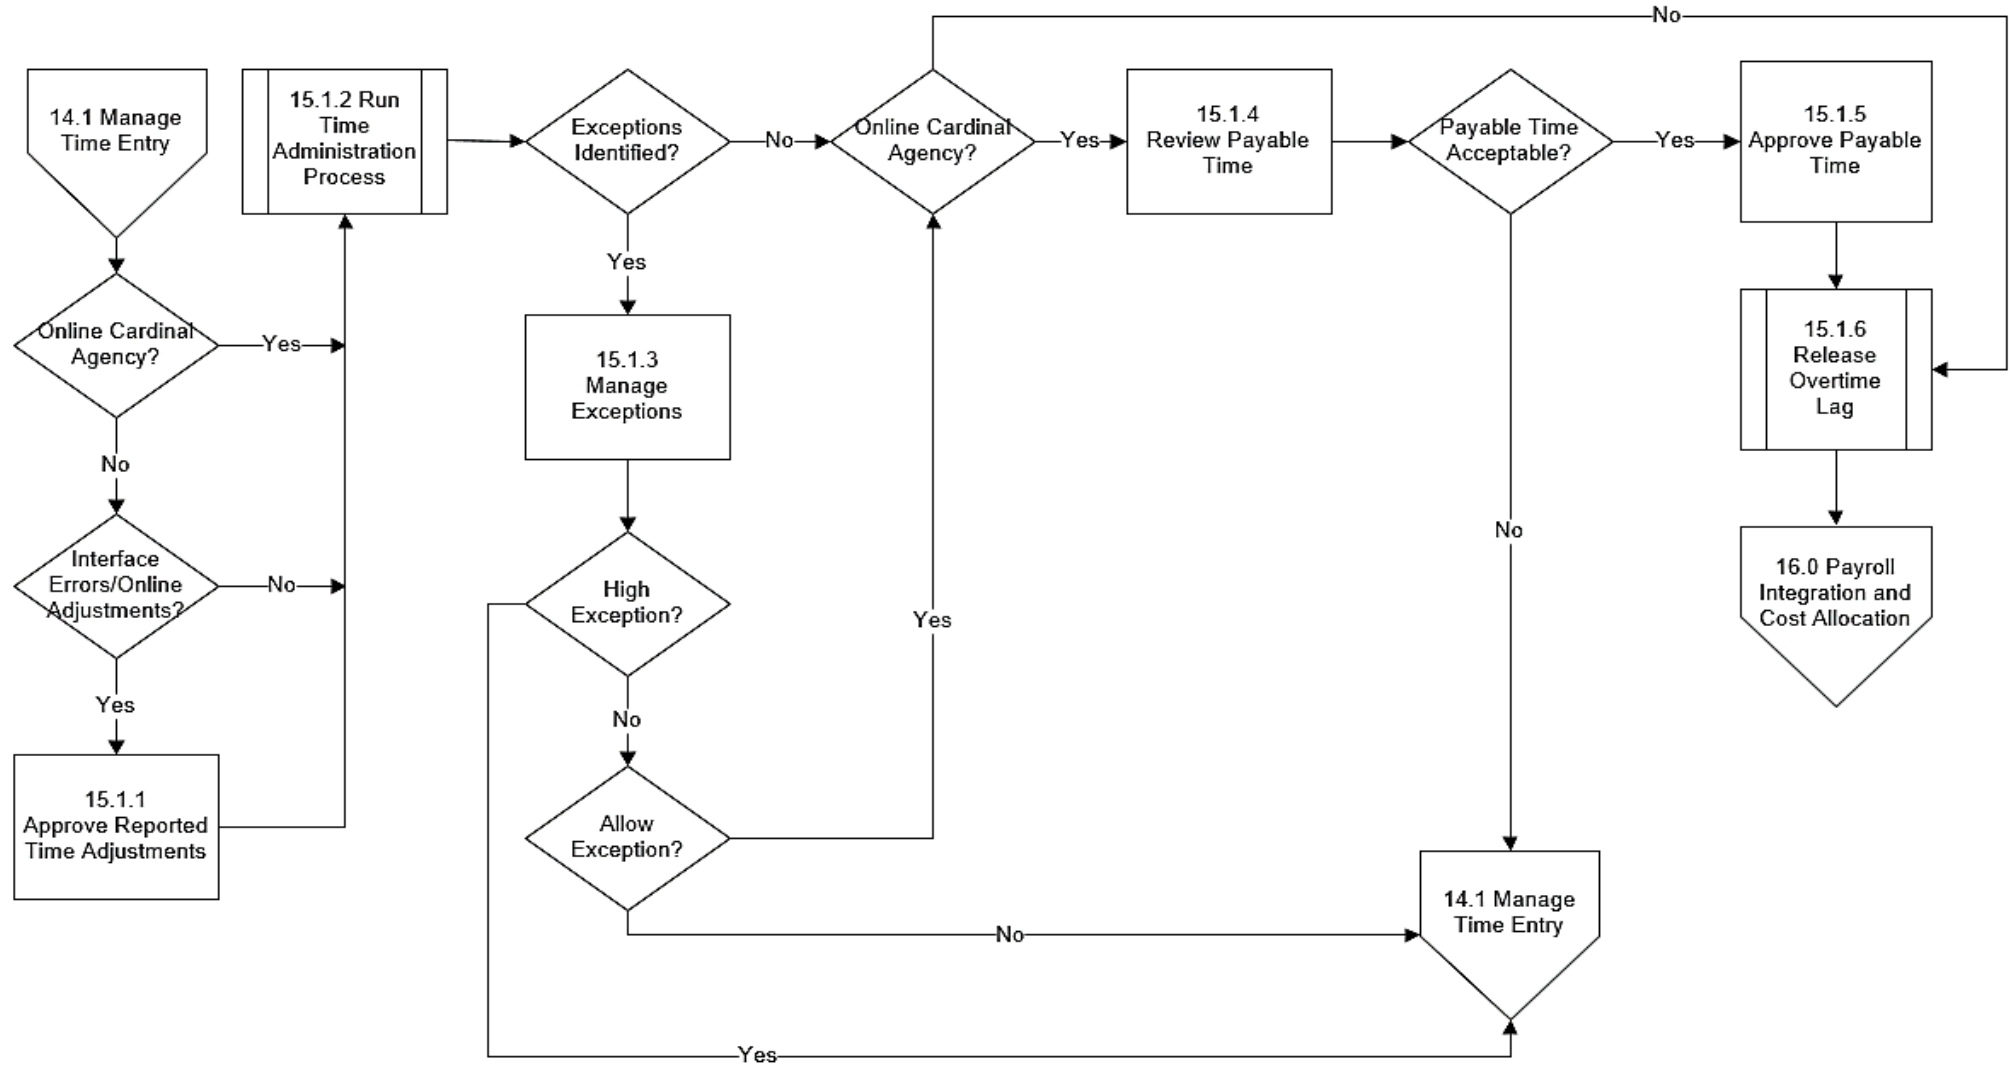 No
14.1 Manage
Time Entry
15.1.2 Run
Time
Administration
Process
Exceptions
Identified?
No
Online Cardinal
Agency?
Yes
15.1.4
Review Payable
Time
Payable Time
Acceptable?
Yes
15.1.5
Approve Payable
Time
Yes
Online Cardinal
Agency?
Yes
15.1.3
Manage
Exceptions
15.1.6
Release
Overtime
Lag
No
Interface
Errors/Online
Adjustments?
No
High
Exception?
Yes
No
16.0 Payroll
Integration and
Cost Allocation
Yes
No
15.1.1
Approve Reported
Time Adjustments
Allow
Exception?
No
14.1 Manage
Time Entry
Yes